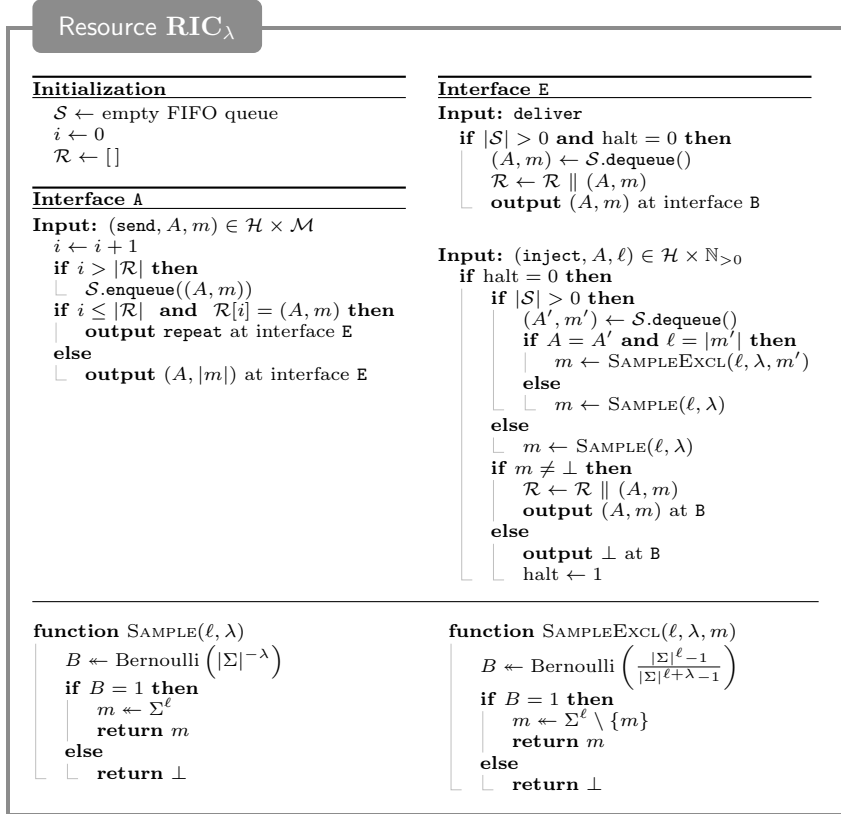 Resource RIC_λ
Initialization
𝒮 ← empty FIFO queue
i ← 0
ℛ ← [ ]
Interface A
Input: (send, A, m) ∈ ℋ × ℳ
i ← i + 1
if i > |ℛ| then
𝒮.enqueue((A, m))
if i ≤ |ℛ| and ℛ[i] = (A, m) then
output repeat at interface E
else
output (A, |m|) at interface E
Interface E
Input: deliver
if |𝒮| > 0 and halt = 0 then
(A, m) ← 𝒮.dequeue()
ℛ ← ℛ ∥ (A, m)
output (A, m) at interface B
Input: (inject, A, ℓ) ∈ ℋ × ℕ_{>0}
if halt = 0 then
if |𝒮| > 0 then
(A′, m′) ← 𝒮.dequeue()
if A = A′ and ℓ = |m′| then
m ← SAMPLEEXCL(ℓ, λ, m′)
else
m ← SAMPLE(ℓ, λ)
else
m ← SAMPLE(ℓ, λ)
if m ≠ ⊥ then
ℛ ← ℛ ∥ (A, m)
output (A, m) at B
else
output ⊥ at B
halt ← 1
function SAMPLE(ℓ, λ)
B ↞ Bernoulli (|Σ|^{−λ})
if B = 1 then
m ↞ Σ^ℓ
return m
else
return ⊥
function SAMPLEEXCL(ℓ, λ, m)
B ↞ Bernoulli ((|Σ|^ℓ−1)/(|Σ|^{ℓ+λ}−1))
if B = 1 then
m ↞ Σ^ℓ \ {m}
return m
else
return ⊥